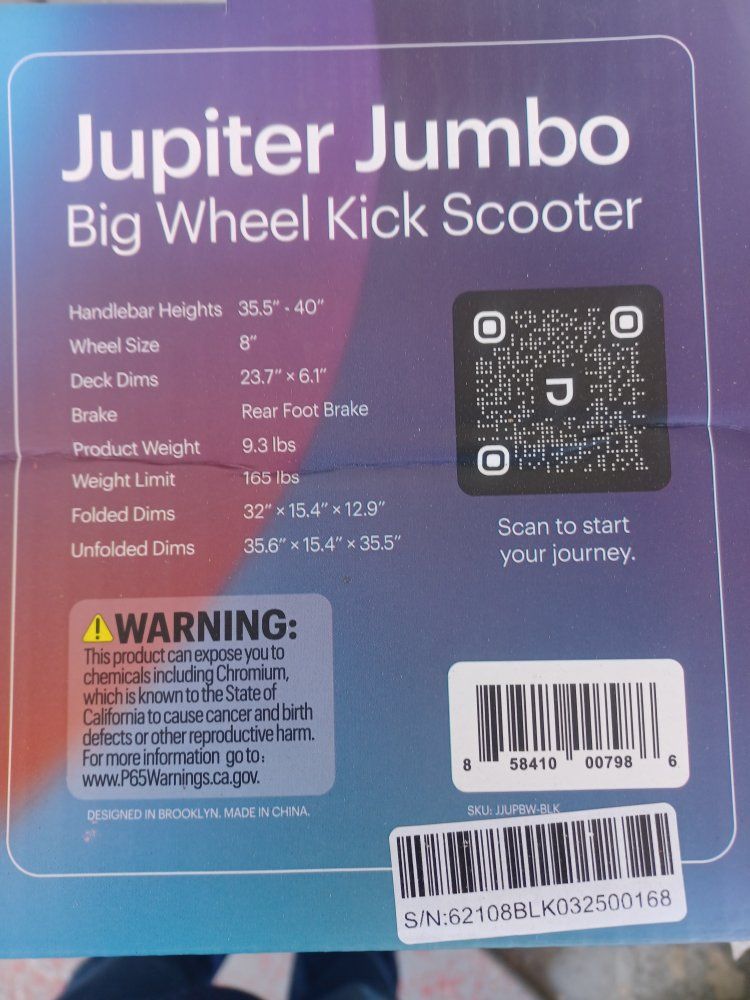 Jupiter Jumbo
Big Wheel Kick Scooter
Handlebar Heights 35.5" - 40"
Wheel Size 8"
Deck Dims 23.7" × 6.1"
Brake Rear Foot Brake
Product Weight 9.3 lbs
Weight Limit 165 lbs
Folded Dims 32" × 15.4" × 12.9"
Unfolded Dims 35.6" × 15.4" × 35.5"
Scan to start
your journey.
⚠WARNING:
This product can expose you to
chemicals including Chromium,
which is known to the State of
California to cause cancer and birth
defects or other reproductive harm.
For more information go to:
www.P65Warnings.ca.gov.
8 58410 00798 6
DESIGNED IN BROOKLYN. MADE IN CHINA.
SKU: JJUPBW-BLK
S/N:62108BLK032500168